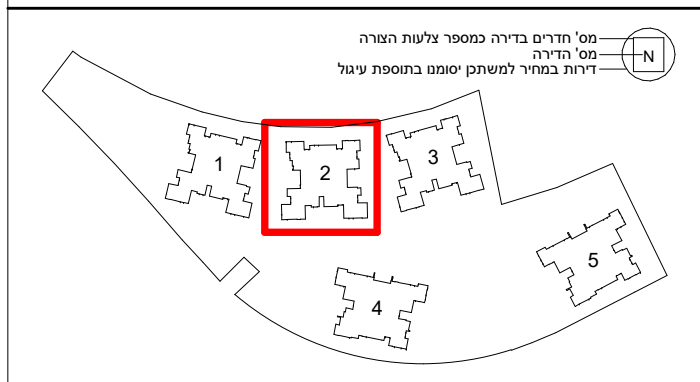 מס' חדרים בדירה כמספר צלעות הצורה
מס' הדירה
דירות במחיר למשתכן יסומנו בתוספת עיגול
N
1
2
3
4
5